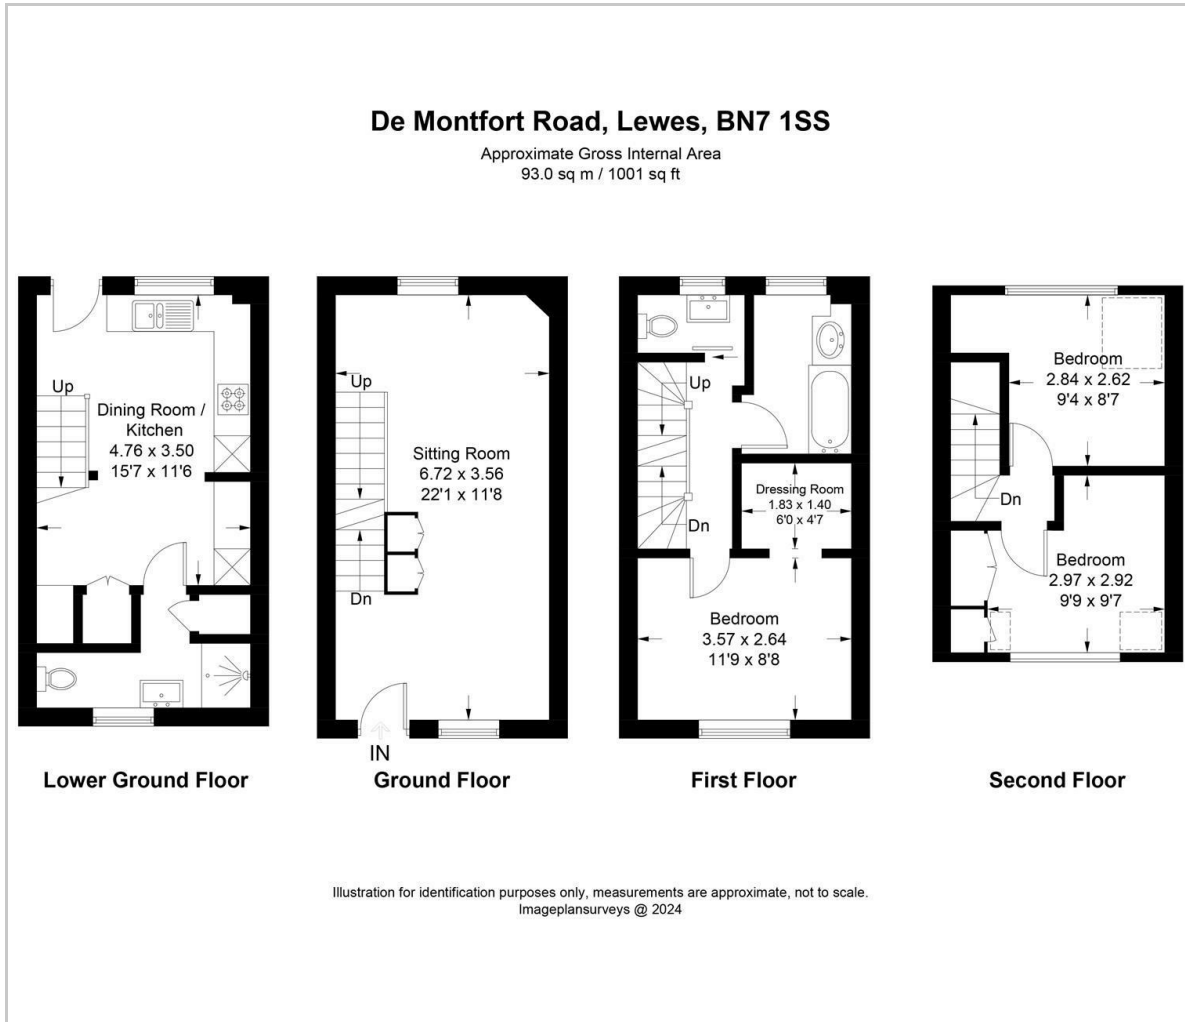 De Montfort Road, Lewes, BN7 1SS
Approximate Gross Internal Area
93.0 sq m / 1001 sq ft
Up
Dining Room /
Kitchen
4.76 x 3.50
15'7 x 11'6
Lower Ground Floor
Up
Sitting Room
6.72 x 3.56
22'1 x 11'8
Dn
IN
Ground Floor
Up
Dn
Dressing Room
1.83 x 1.40
6'0 x 4'7
Bedroom
3.57 x 2.64
11'9 x 8'8
First Floor
Bedroom
2.84 x 2.62
9'4 x 8'7
Dn
Bedroom
2.97 x 2.92
9'9 x 9'7
Second Floor
Illustration for identification purposes only, measurements are approximate, not to scale.
Imageplansurveys @ 2024